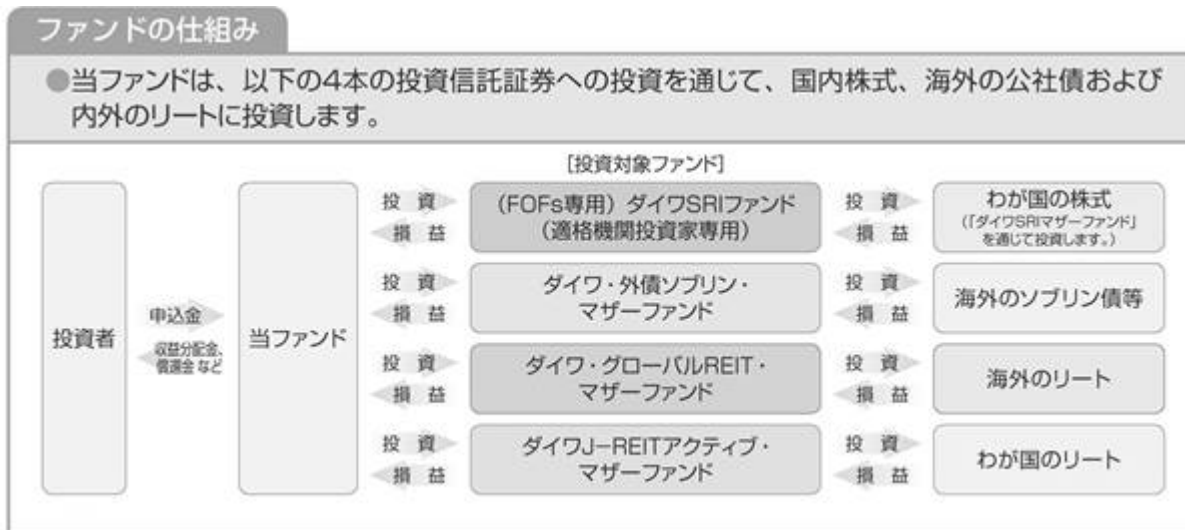 ファンドの仕組み
●当ファンドは、以下の4本の投資信託証券への投資を通じて、国内株式、海外の公社債および
内外のリートに投資します。
[投資対象ファンド]
投資者
申込金
収益分配金、
償還金 など
当ファンド
投 資
損 益
(FOFs専用) ダイワSRIファンド
(適格機関投資家専用)
投 資
損 益
わが国の株式
(「ダイワSRIマザーファンド」
を通じて投資します。)
投 資
損 益
ダイワ・外債ソブリン・
マザーファンド
投 資
損 益
海外のソブリン債等
投 資
損 益
ダイワ・グローバルREIT・
マザーファンド
投 資
損 益
海外のリート
投 資
損 益
ダイワJ-REITアクティブ・
マザーファンド
投 資
損 益
わが国のリート